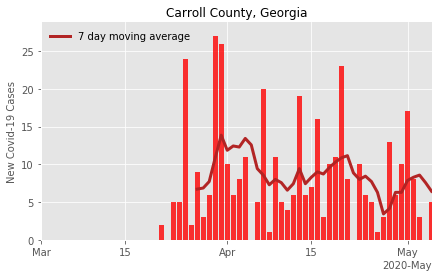 Carroll County, Georgia
7 day moving average
New Covid-19 Cases
25
20
15
10
5
0
Mar
15
Apr
15
May
2020-May